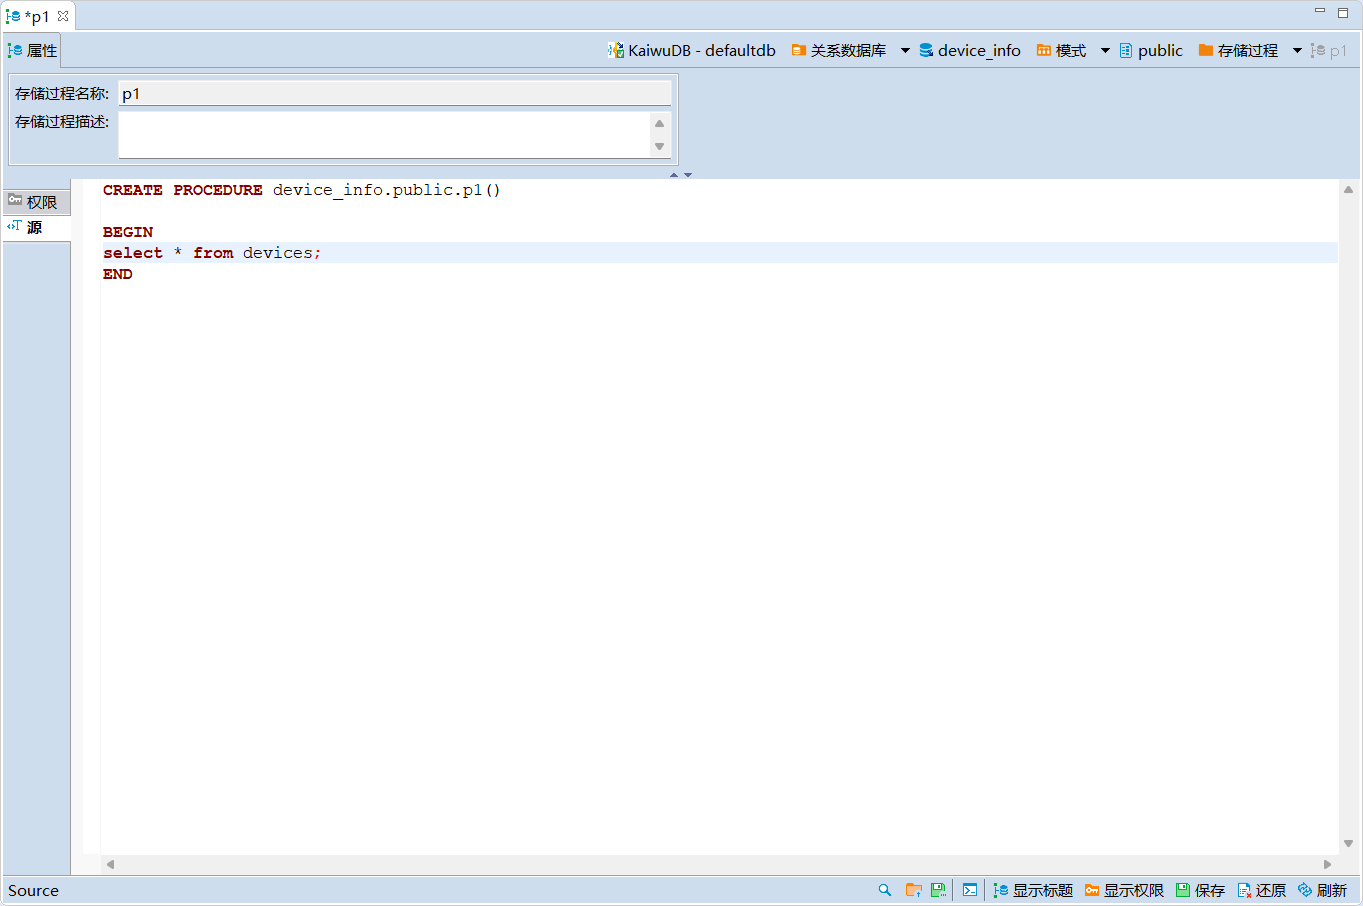 *p1
属性
KaiwuDB - defaultdb 关系数据库 device_info 模式 public 存储过程 p1
存储过程名称: p1
存储过程描述:
权限
源
CREATE PROCEDURE device_info.public.p1()
BEGIN
select * from devices;
END
Source 显示标题 显示权限 保存 还原 刷新